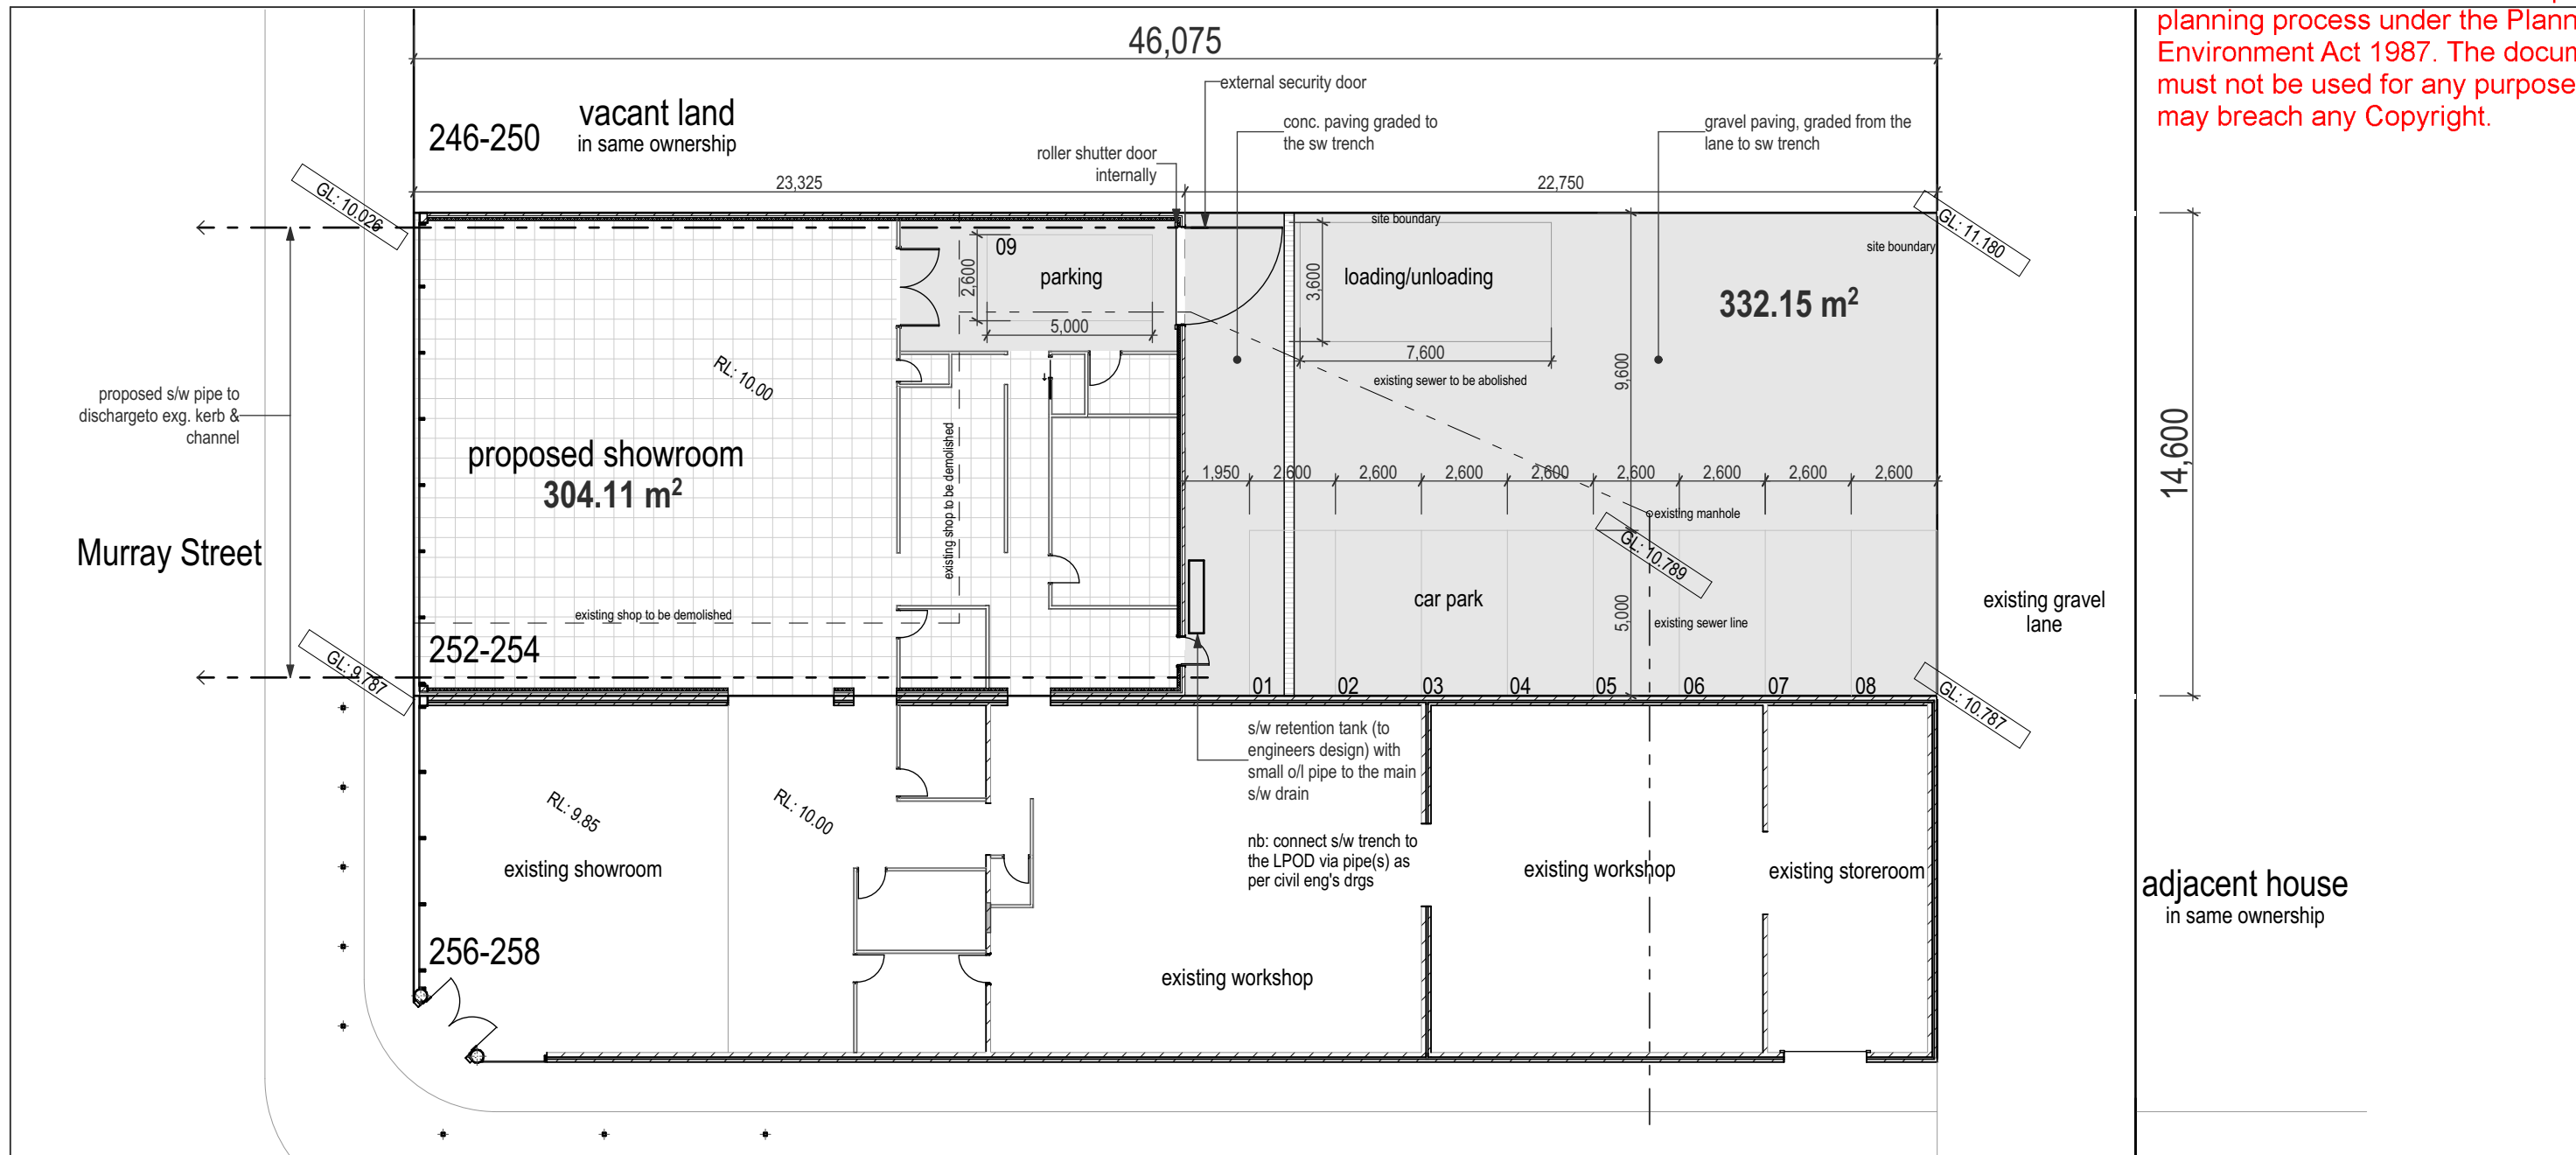 planning process under the Plann
Environment Act 1987. The docum
must not be used for any purpose
may breach any Copyright.
46,075
external security door
vacant land
in same ownership
246-250
conc. paving graded to
the sw trench
gravel paving, graded from the
lane to sw trench
roller shutter door
internally
23,325
22,750
GL: 10.026
site boundary
GL: 11.180
site boundary
09
parking
2,600
5,000
3,600
loading/unloading
7,600
332.15 m²
9,600
existing sewer to be abolished
RL: 10.00
proposed s/w pipe to
dischargeto exg. kerb &
channel
14,600
proposed showroom
304.11 m²
existing shop to be demolished
1,950
2,600
2,600
2,600
2,600
2,600
2,600
2,600
2,600
existing manhole
GL: 10.789
Murray Street
car park
5,000
existing sewer line
existing gravel
lane
existing shop to be demolished
252-254
GL: 9.787
01
02
03
04
05
06
07
08
GL: 10.787
s/w retention tank (to
engineers design) with
small o/l pipe to the main
s/w drain
RL: 9.85
RL: 10.00
nb: connect s/w trench to
the LPOD via pipe(s) as
per civil eng's drgs
existing showroom
existing workshop
existing storeroom
adjacent house
in same ownership
256-258
existing workshop